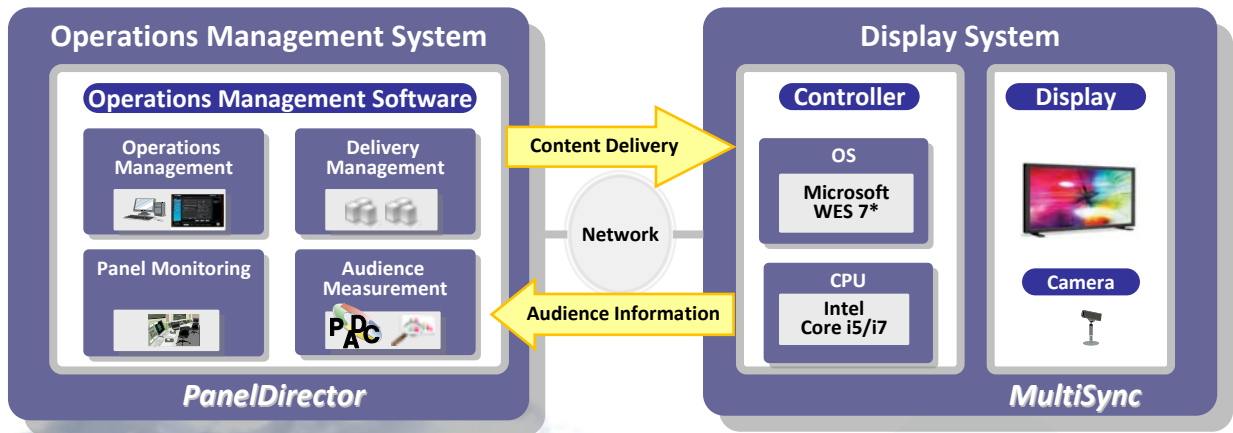 Operations Management System
Operations Management Software
Operations
Management
Delivery
Management
Panel Monitoring
Audience
Measurement
PADC
PanelDirector
Content Delivery
Network
Audience Information
Display System
Controller
OS
Microsoft
WES 7*
CPU
Intel
Core i5/i7
Display
Camera
MultiSync